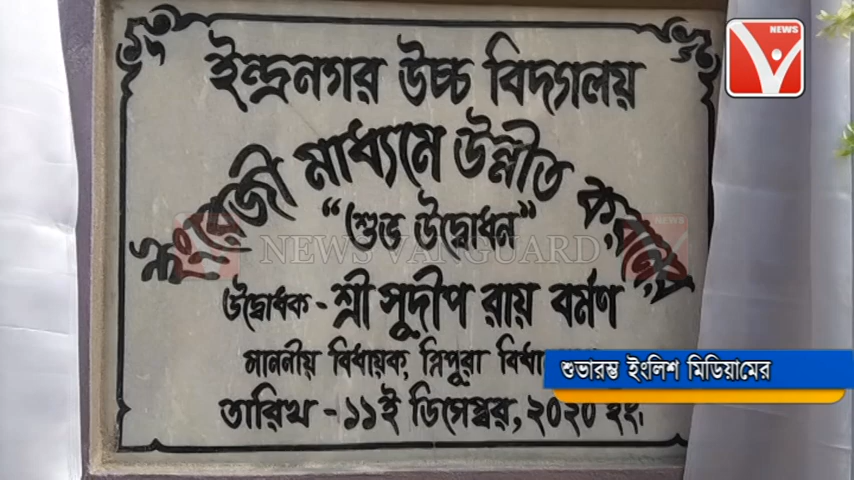 NEWS
V
ইন্দ্রনগর উচ্চ বিদ্যালয়
ইংরেজী মাধ্যমে উন্নীত করণের
“শুভ উদ্বোধন”
NEWS VANGUARD
উদ্বোধক - শ্রী সুদীপ রায় বর্মণ
মাননীয় বিধায়ক, ত্রিপুরা
শুভারম্ভ ইংলিশ মিডিয়ামের
তারিখ - ১১ই ডিসেম্বর, ২০২০ ইং.